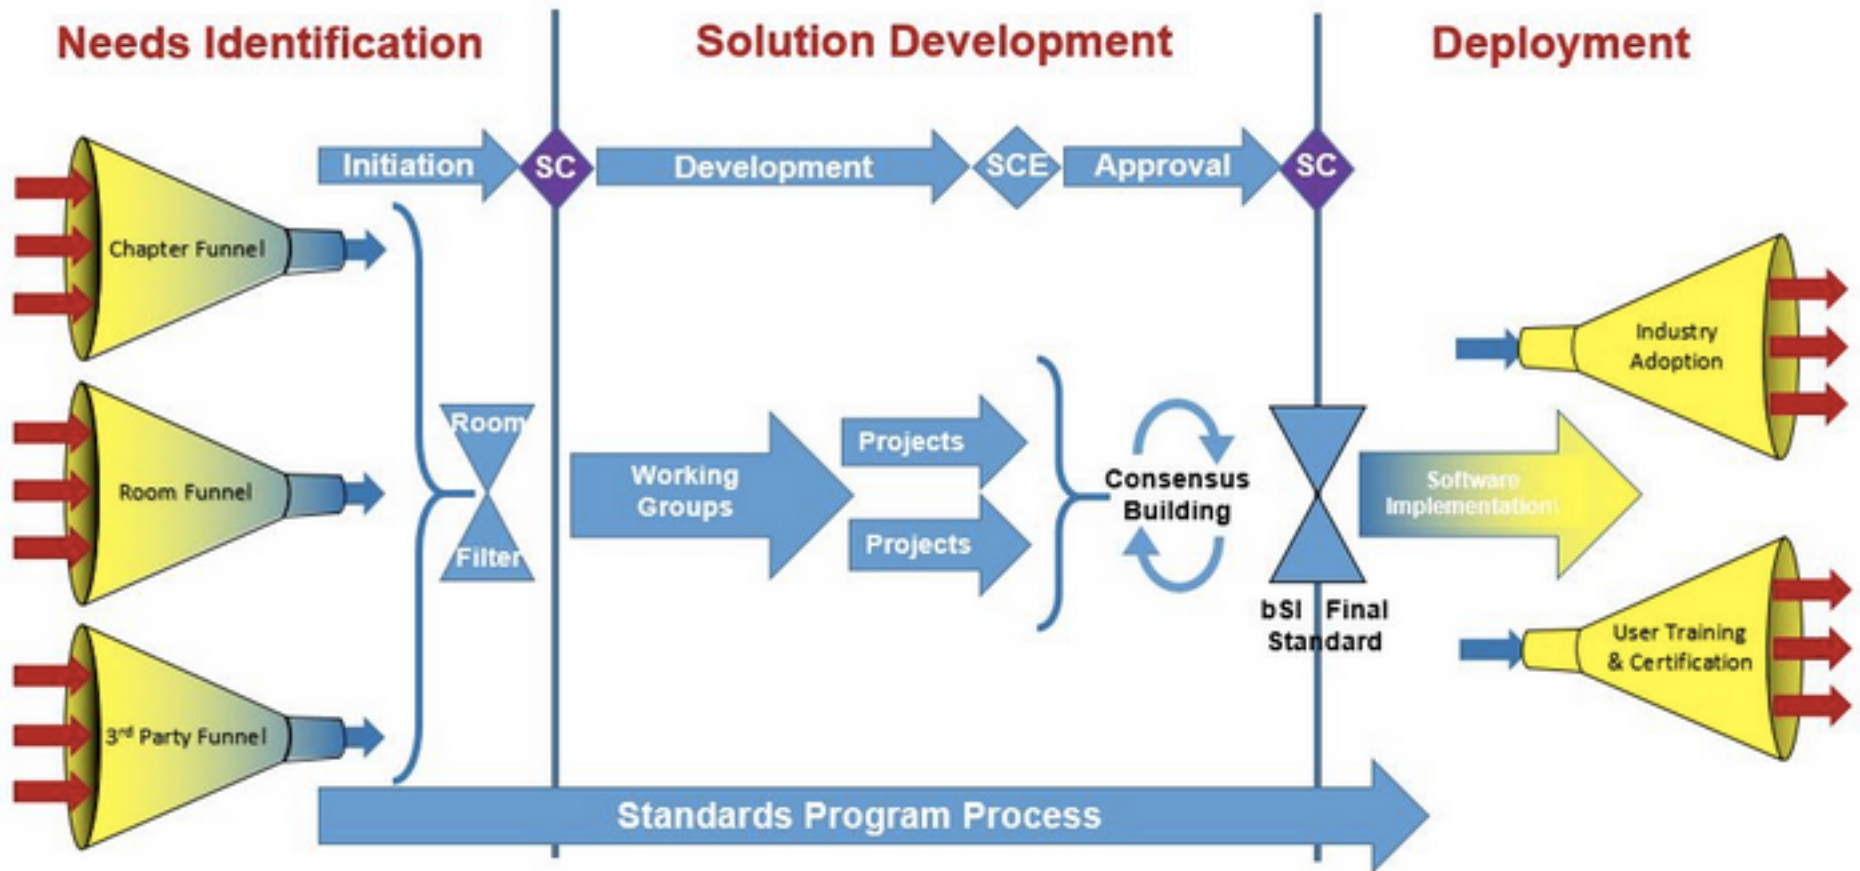 Needs Identification
Solution Development
Deployment
Initiation
SC
Development
SCE
Approval
SC
Chapter Funnel
Room Funnel
3rd Party Funnel
Room
Filter
Working
Groups
Projects
Projects
Consensus
Building
bSI Final
Standard
Software
Implementation
Industry
Adoption
User Training
& Certification
Standards Program Process